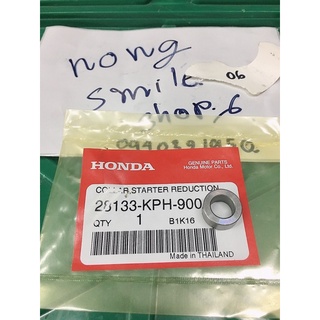 nong
06
smile
shop.6
HONDA
GENUINE PARTS
Honda Motor Co., Ltd.
COLLAR,STARTER REDUCTION
28133-KPH-900
QTY 1 B1K16
Made in THAILAND